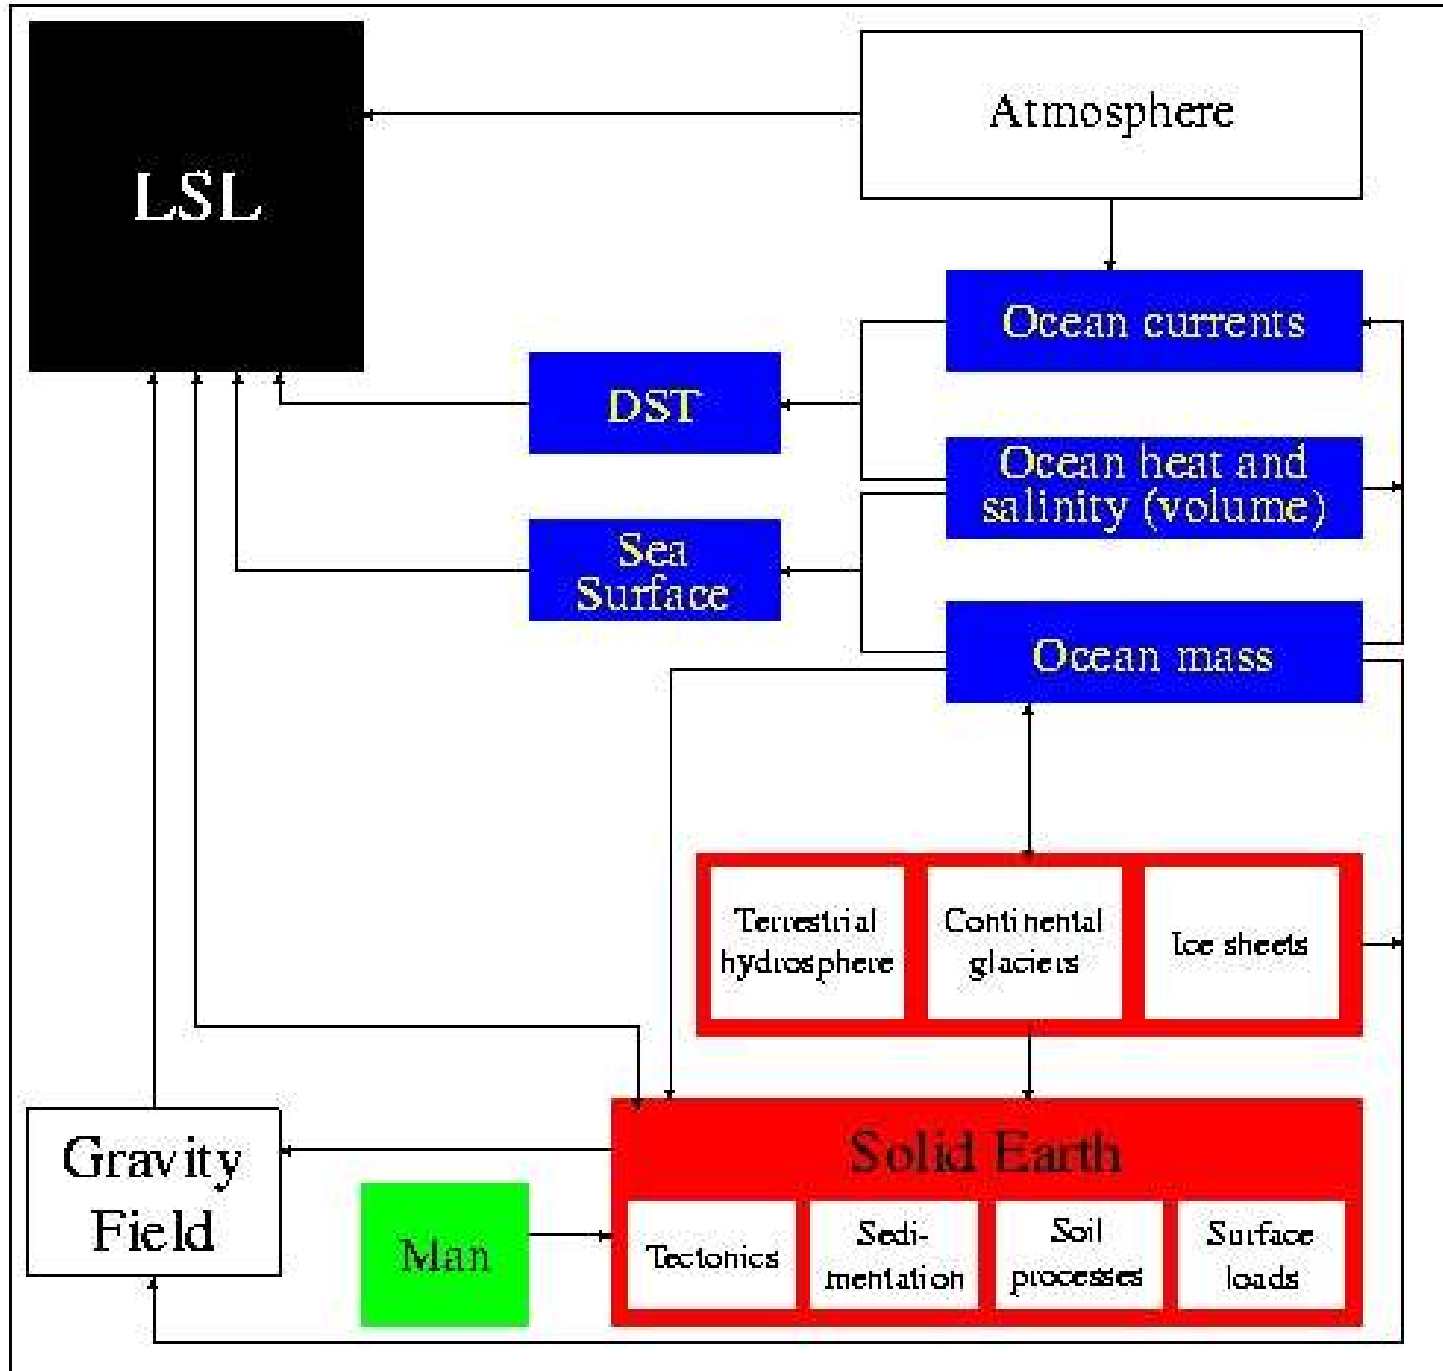 LSL
Atmosphere
Ocean currents
DST
Ocean heat and
salinity (volume)
Sea
Surface
Ocean mass
Terrestrial
hydrosphere
Continental
glaciers
Ice sheets
Gravity
Field
Man
Solid Earth
Tectonics
Sedi-
mentation
Soil
processes
Surface
loads